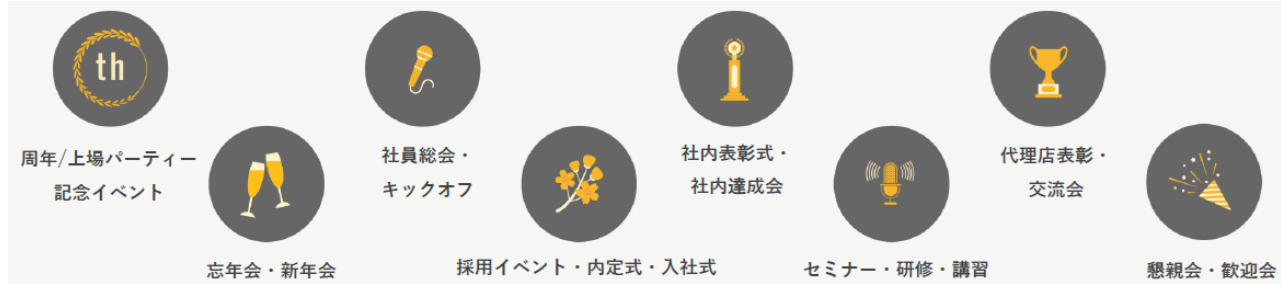 th
周年/上場パーティー
記念イベント
忘年会・新年会
社員総会・
キックオフ
採用イベント・内定式・入社式
社内表彰式・
社内達成会
セミナー・研修・講習
代理店表彰・
交流会
懇親会・歓迎会